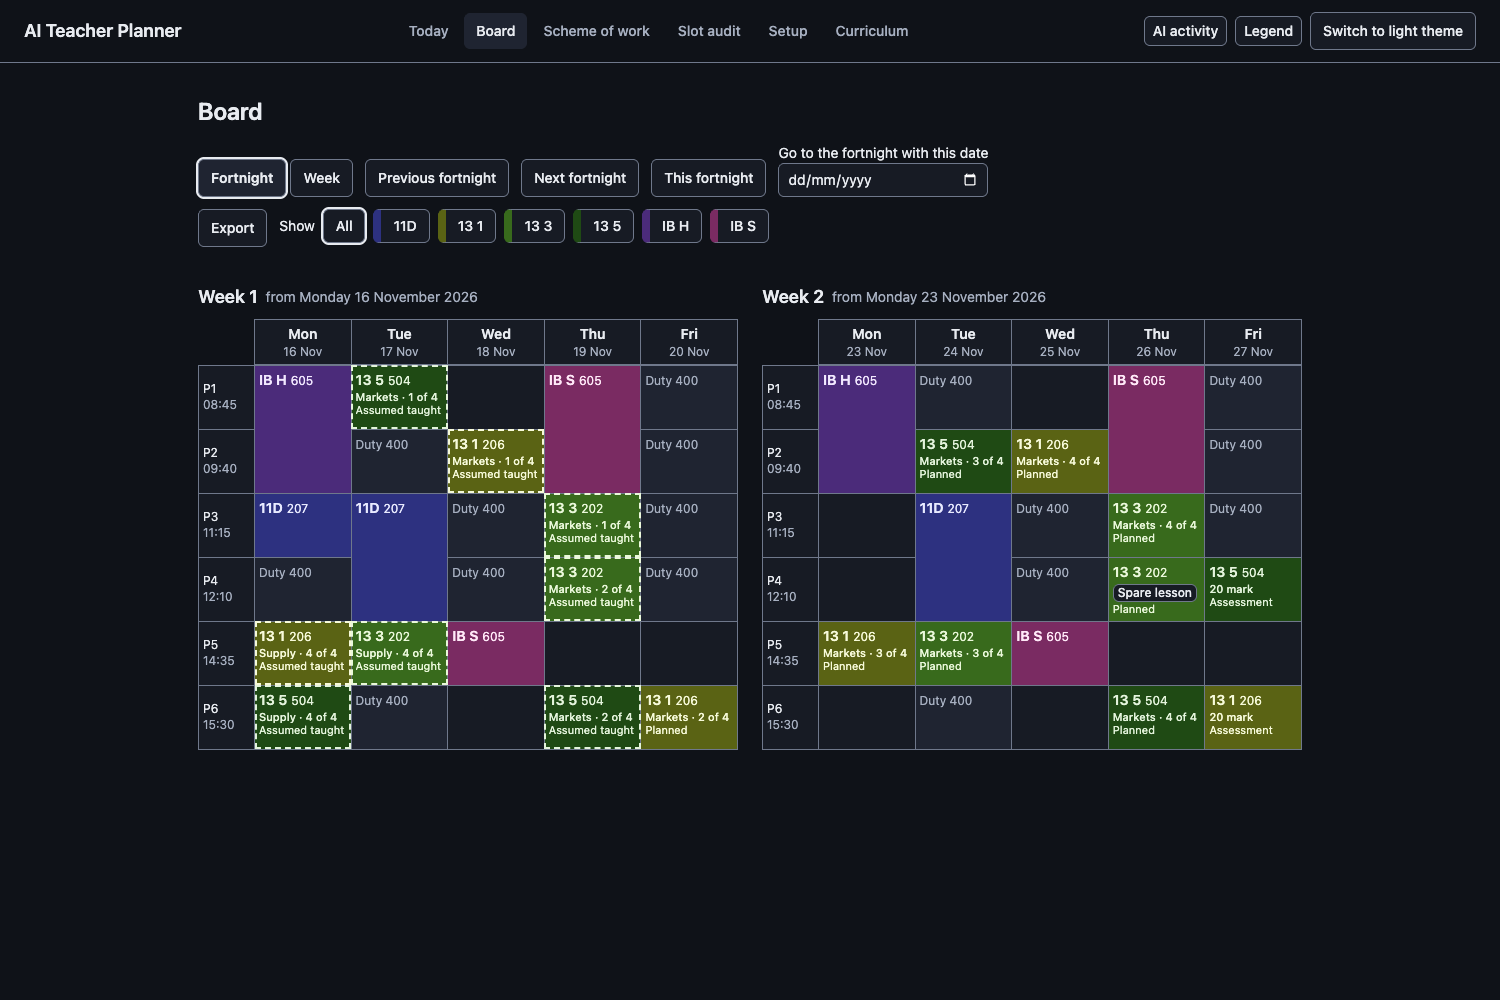 AI Teacher Planner
Today
Board
Scheme of work
Slot audit
Setup
Curriculum
AI activity
Legend
Switch to light theme
Board
Go to the fortnight with this date
Fortnight
Week
Previous fortnight
Next fortnight
This fortnight
dd/mm/yyyy
Export
Show
All
11D
13 1
13 3
13 5
IB H
IB S
Week 1 from Monday 16 November 2026
Mon
16 Nov
Tue
17 Nov
Wed
18 Nov
Thu
19 Nov
Fri
20 Nov
P1
08:45
IB H 605
13 5 504
Markets · 1 of 4
Assumed taught
IB S 605
Duty 400
P2
09:40
Duty 400
13 1 206
Markets · 1 of 4
Assumed taught
Duty 400
P3
11:15
11D 207
11D 207
Duty 400
13 3 202
Markets · 1 of 4
Assumed taught
Duty 400
P4
12:10
Duty 400
Duty 400
13 3 202
Markets · 2 of 4
Assumed taught
Duty 400
P5
14:35
13 1 206
Supply · 4 of 4
Assumed taught
13 3 202
Supply · 4 of 4
Assumed taught
IB S 605
P6
15:30
13 5 504
Supply · 4 of 4
Assumed taught
Duty 400
13 5 504
Markets · 2 of 4
Assumed taught
13 1 206
Markets · 2 of 4
Planned
Week 2 from Monday 23 November 2026
Mon
23 Nov
Tue
24 Nov
Wed
25 Nov
Thu
26 Nov
Fri
27 Nov
P1
08:45
IB H 605
Duty 400
IB S 605
Duty 400
P2
09:40
13 5 504
Markets · 3 of 4
Planned
13 1 206
Markets · 4 of 4
Planned
Duty 400
P3
11:15
11D 207
Duty 400
13 3 202
Markets · 4 of 4
Planned
Duty 400
P4
12:10
Duty 400
13 3 202
Spare lesson
Planned
13 5 504
20 mark
Assessment
P5
14:35
13 1 206
Markets · 3 of 4
Planned
13 3 202
Markets · 3 of 4
Planned
IB S 605
P6
15:30
Duty 400
13 5 504
Markets · 4 of 4
Planned
13 1 206
20 mark
Assessment